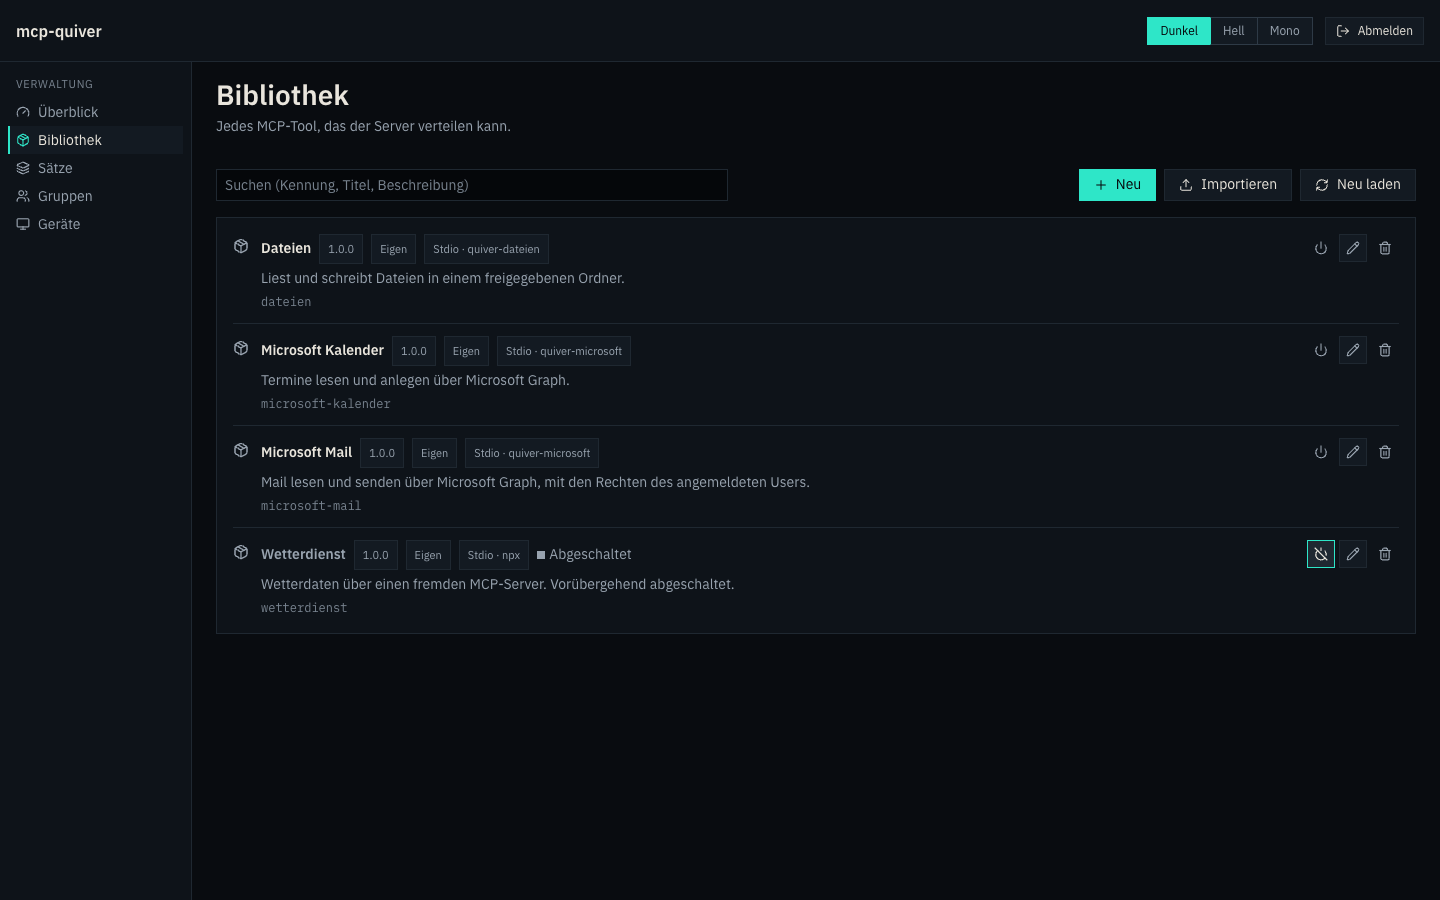 mcp-quiver
Dunkel Hell Mono Abmelden
VERWALTUNG
Überblick
Bibliothek
Sätze
Gruppen
Geräte
Bibliothek
Jedes MCP-Tool, das der Server verteilen kann.
Suchen (Kennung, Titel, Beschreibung)
Neu Importieren Neu laden
Dateien 1.0.0 Eigen Stdio · quiver-dateien
Liest und schreibt Dateien in einem freigegebenen Ordner.
dateien
Microsoft Kalender 1.0.0 Eigen Stdio · quiver-microsoft
Termine lesen und anlegen über Microsoft Graph.
microsoft-kalender
Microsoft Mail 1.0.0 Eigen Stdio · quiver-microsoft
Mail lesen und senden über Microsoft Graph, mit den Rechten des angemeldeten Users.
microsoft-mail
Wetterdienst 1.0.0 Eigen Stdio · npx Abgeschaltet
Wetterdaten über einen fremden MCP-Server. Vorübergehend abgeschaltet.
wetterdienst